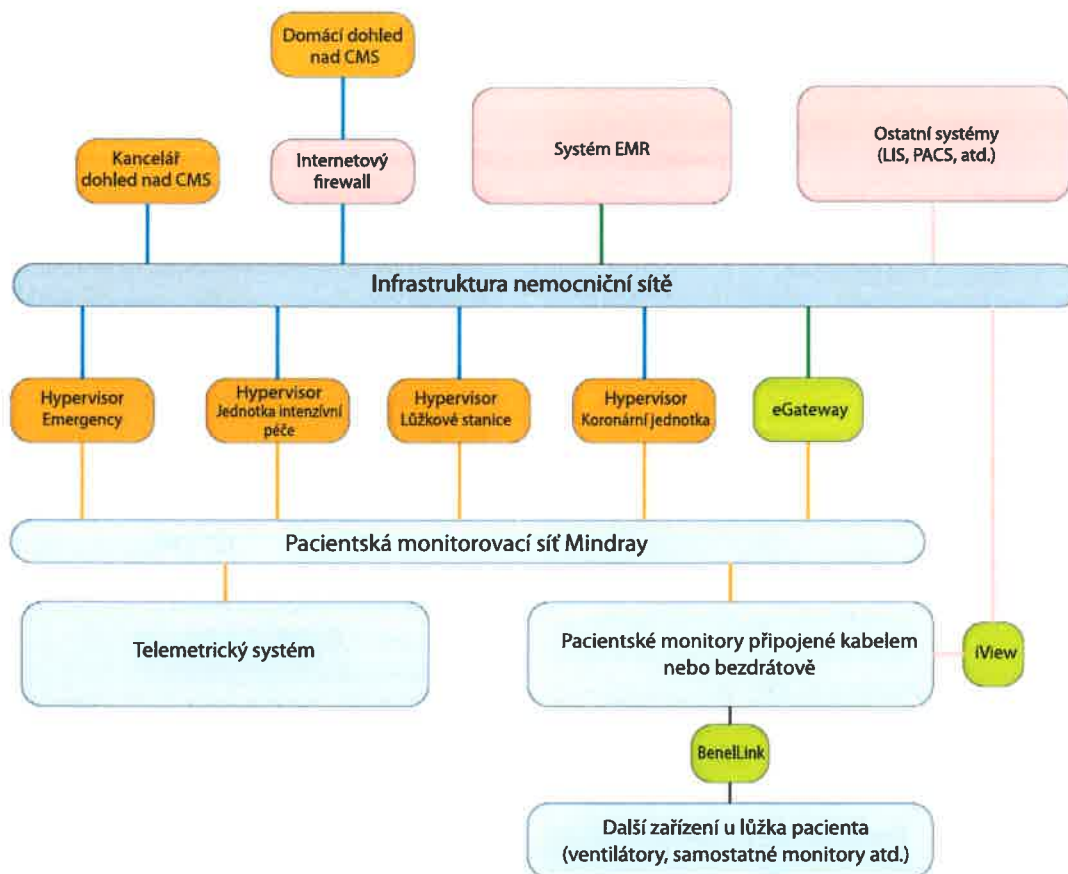 Domácí dohled
nad CMS
Kancelář
dohled nad CMS
Internetový
firewall
Systém EMR
Ostatní systémy
(LIS, PACS, atd.)
Infrastruktura nemocniční sítě
Hypervisor
Emergency
Hypervisor
Jednotka intenzívní
péče
Hypervisor
Lůžkové stanice
Hypervisor
Koronární jednotka
eGateway
Pacientská monitorovací síť Mindray
Telemetrický systém
Pacientské monitory připojené kabelem
nebo bezdrátově
iView
BenelLink
Další zařízení u lůžka pacienta
(ventilátory, samostatné monitory atd.)